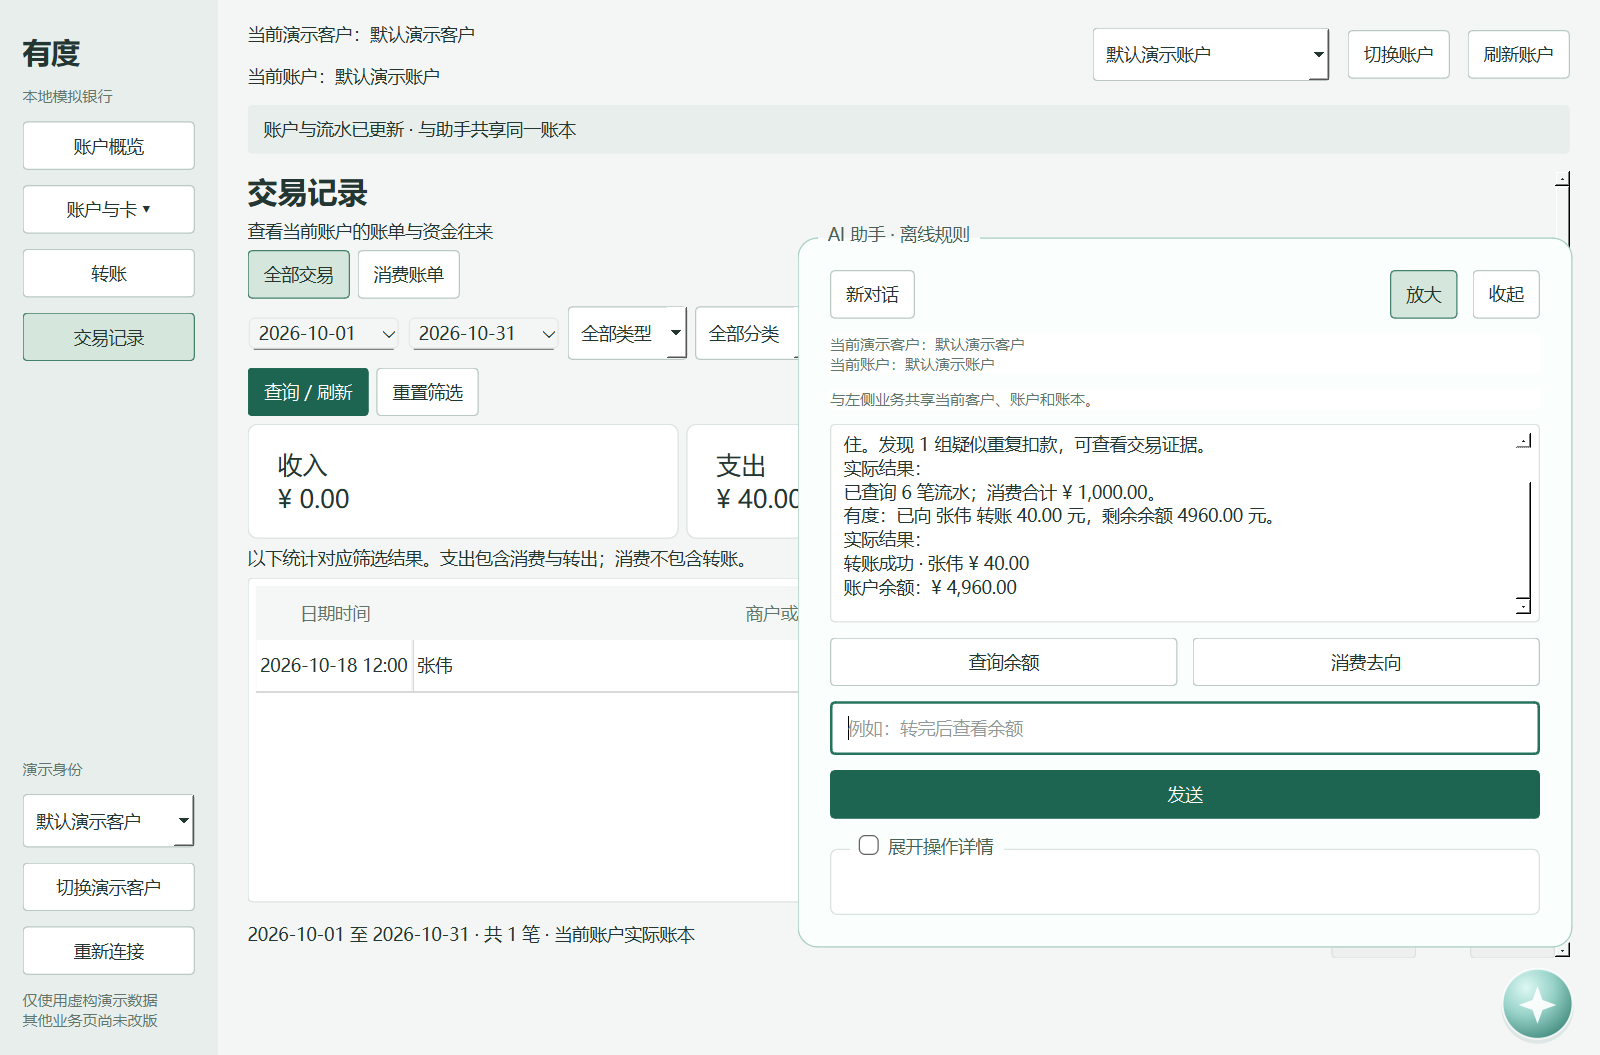 有度
本地模拟银行
账户概览
账户与卡 ▾
转账
交易记录
演示身份
默认演示客户
切换演示客户
重新连接
仅使用虚构演示数据
其他业务页尚未改版
当前演示客户：默认演示客户
当前账户：默认演示账户
默认演示账户
切换账户
刷新账户
账户与流水已更新 · 与助手共享同一账本
交易记录
查看当前账户的账单与资金往来
全部交易
消费账单
2026-10-01
2026-10-31
全部类型
全部分类
查询 / 刷新
重置筛选
收入
¥ 0.00
支出
¥ 40.00
以下统计对应筛选结果。支出包含消费与转出；消费不包含转账。
日期时间
商户或
2026-10-18 12:00
张伟
2026-10-01 至 2026-10-31 · 共 1 笔 · 当前账户实际账本
AI 助手 · 离线规则
新对话
放大
收起
当前演示客户：默认演示客户
当前账户：默认演示账户
与左侧业务共享当前客户、账户和账本。
住。发现 1 组疑似重复扣款，可查看交易证据。
实际结果：
已查询 6 笔流水；消费合计 ¥ 1,000.00。
有度：已向 张伟 转账 40.00 元，剩余余额 4960.00 元。
实际结果：
转账成功 · 张伟 ¥ 40.00
账户余额：¥ 4,960.00
查询余额
消费去向
例如：转完后查看余额
发送
展开操作详情